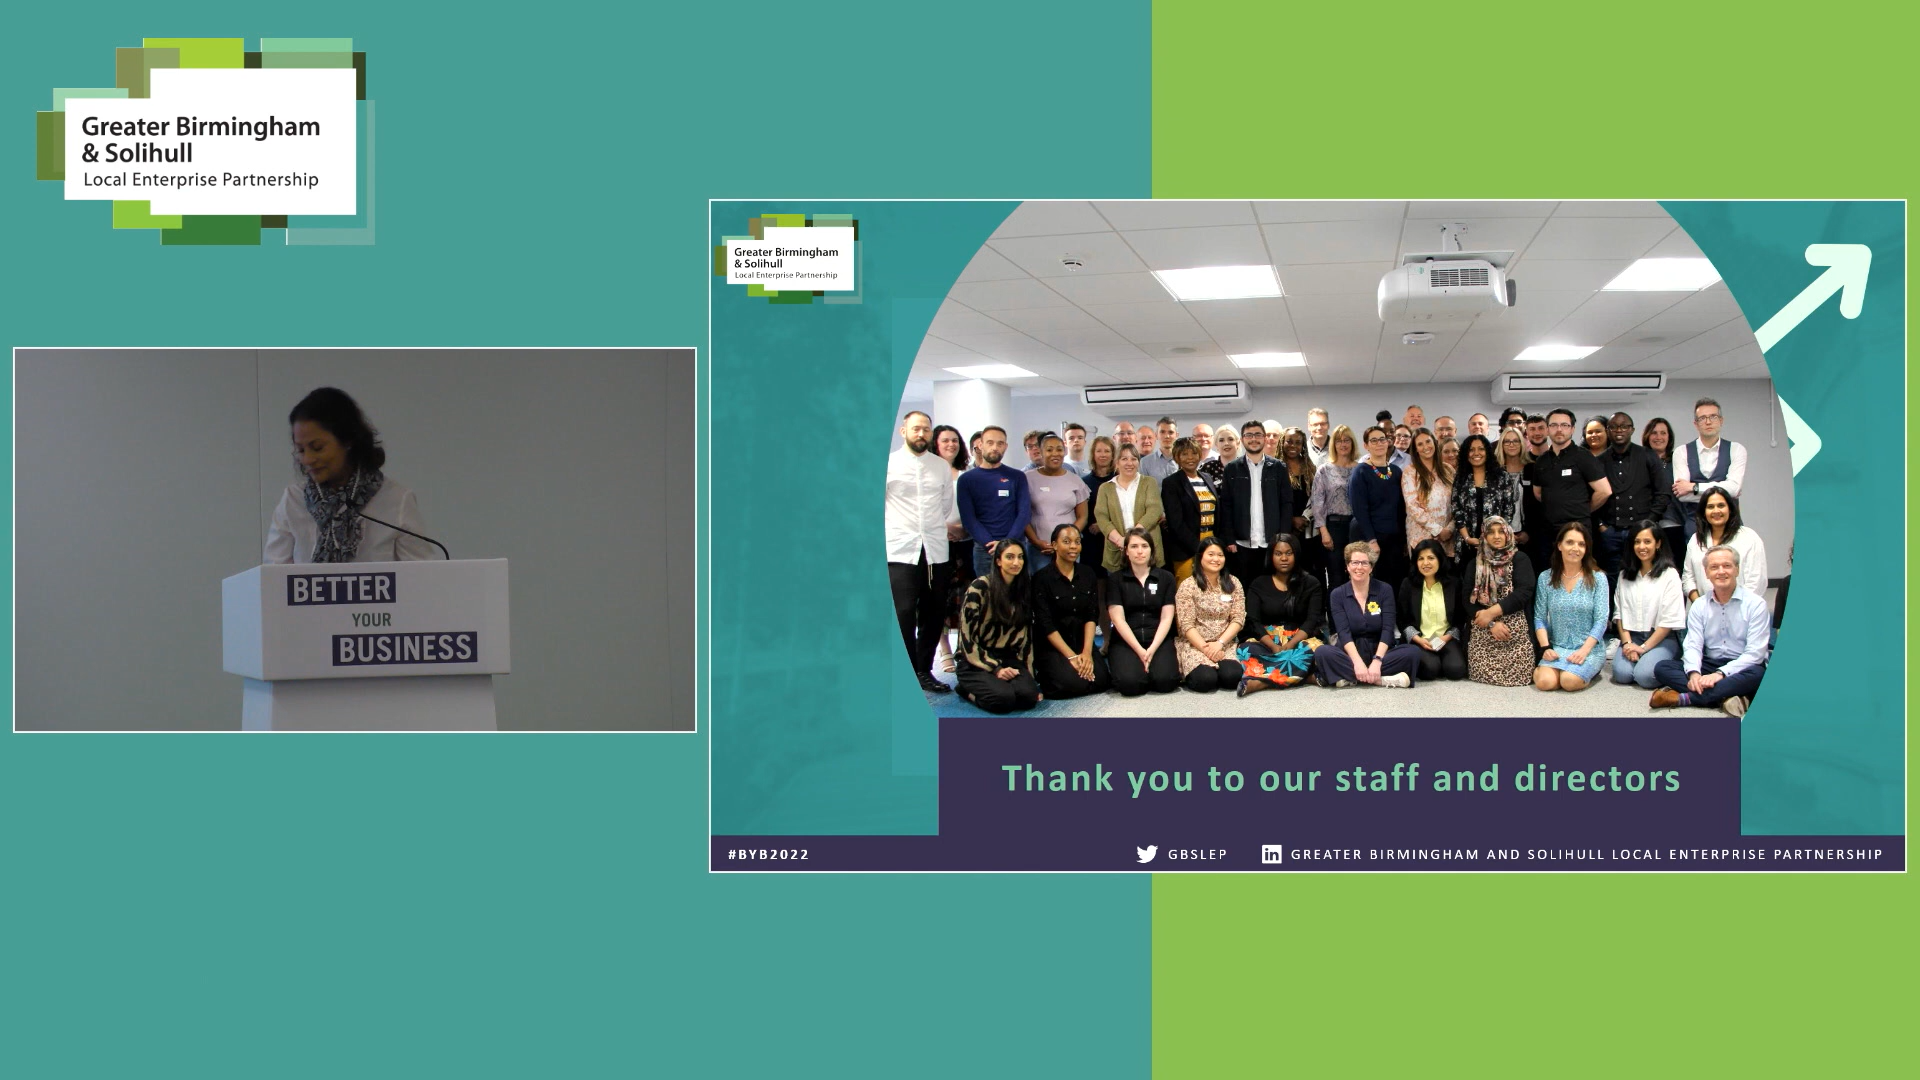 Greater Birmingham
& Solihull
Local Enterprise Partnership
BETTER
YOUR
BUSINESS
Greater Birmingham
& Solihull
Local Enterprise Partnership
Thank you to our staff and directors
#BYB2022
GBSLEP
GREATER BIRMINGHAM AND SOLIHULL LOCAL ENTERPRISE PARTNERSHIP